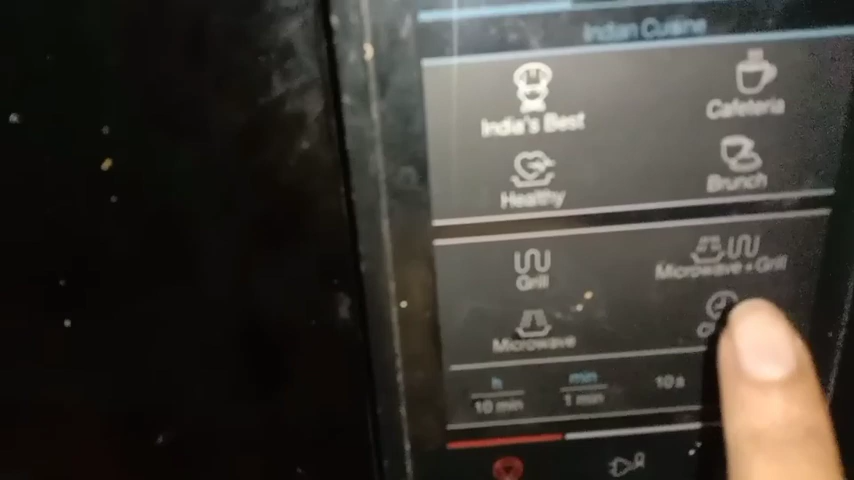 Indian Cuisine
India's Best
Cafeteria
Healthy
Brunch
Grill
Microwave + Grill
Microwave
h
min
10 min
1 min
10 s